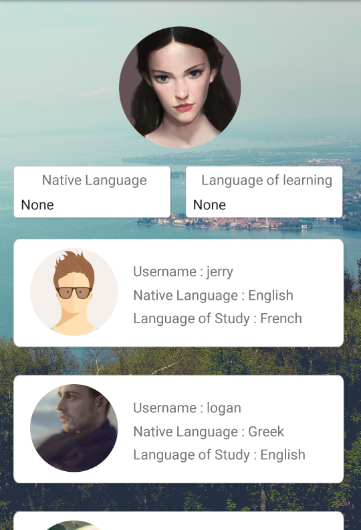 Native Language
Language of learning
None
None
Username : jerry
Native Language : English
Language of Study : French
Username : logan
Native Language : Greek
Language of Study : English